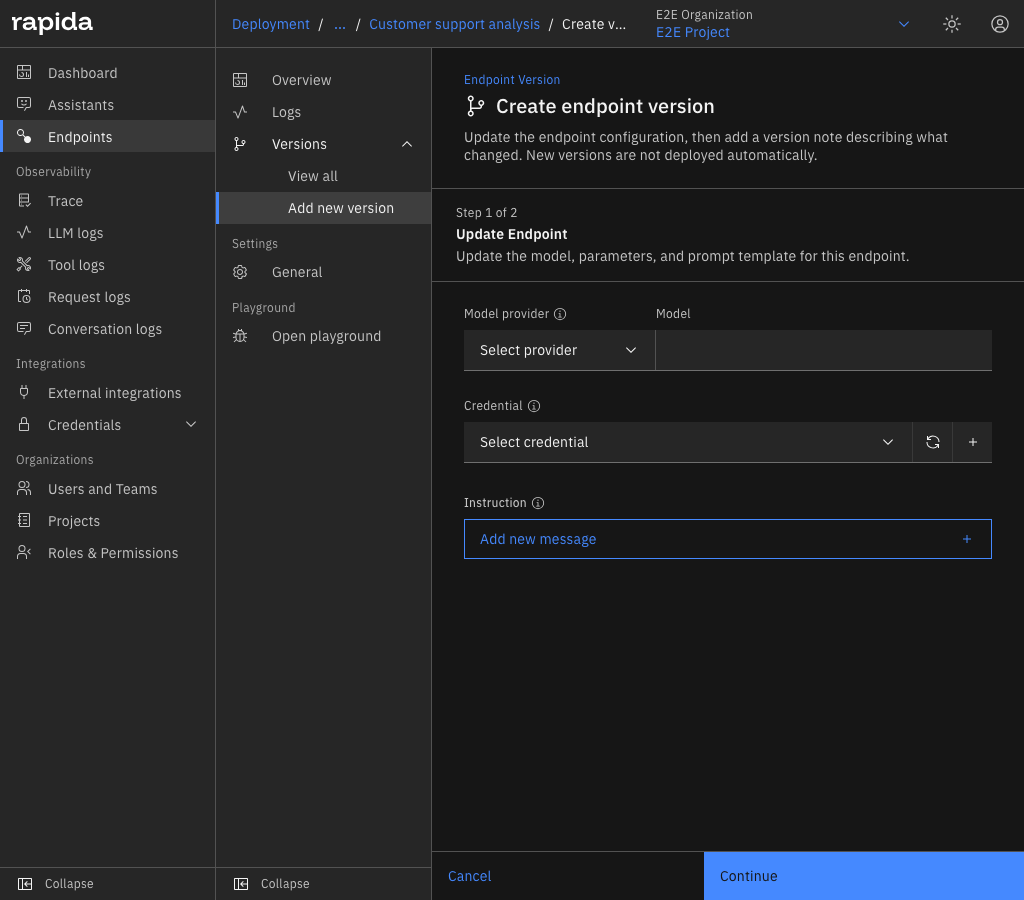 rapida
Deployment / ... / Customer support analysis / Create v...
E2E Organization
E2E Project
Dashboard
Assistants
Endpoints
Observability
Trace
LLM logs
Tool logs
Request logs
Conversation logs
Integrations
External integrations
Credentials
Organizations
Users and Teams
Projects
Roles & Permissions
Collapse
Overview
Logs
Versions
View all
Add new version
Settings
General
Playground
Open playground
Collapse
Endpoint Version
Create endpoint version
Update the endpoint configuration, then add a version note describing what
changed. New versions are not deployed automatically.
Step 1 of 2
Update Endpoint
Update the model, parameters, and prompt template for this endpoint.
Model provider
Model
Select provider
Credential
Select credential
Instruction
Add new message
Cancel
Continue